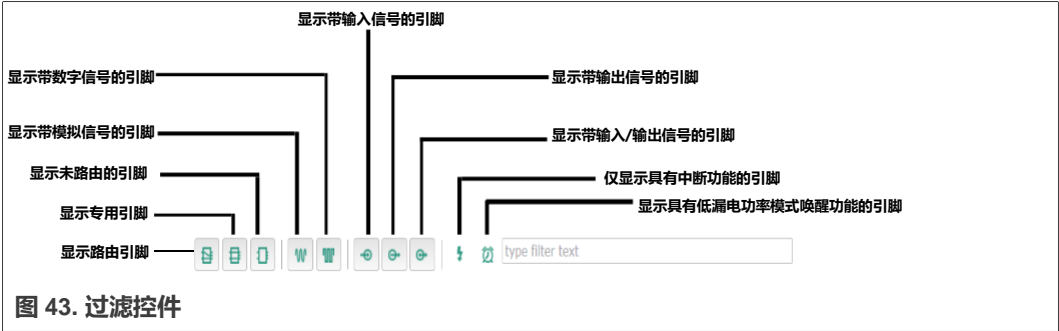 显示带输入信号的引脚
显示带数字信号的引脚
显示带输出信号的引脚
显示带模拟信号的引脚
显示带输入/输出信号的引脚
显示未路由的引脚
仅显示具有中断功能的引脚
显示专用引脚
显示具有低漏电功率模式唤醒功能的引脚
显示路由引脚
type filter text
图 43. 过滤控件